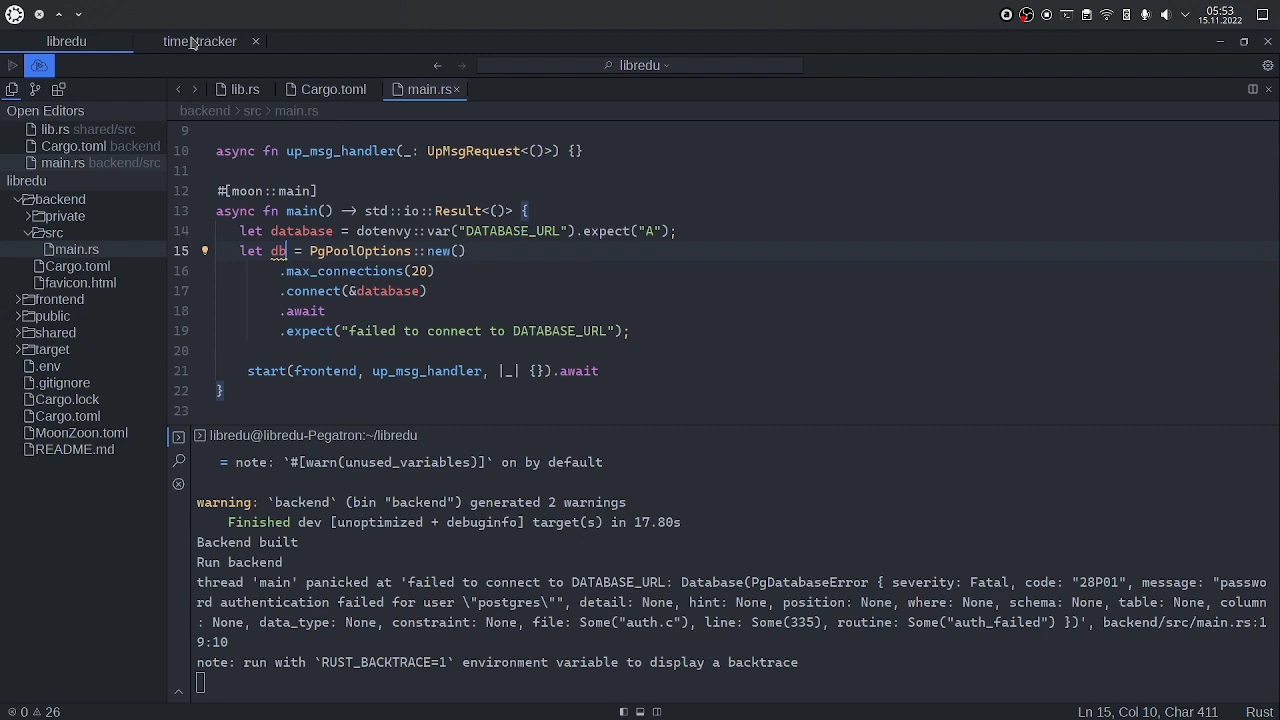 05:53
15.11.2022
libredu
time_tracker
libredu
lib.rs
Cargo.toml
main.rs
Open Editors
backend > src > main.rs
lib.rs shared/src
Cargo.toml backend
main.rs backend/src
libredu
backend
private
src
main.rs
Cargo.toml
favicon.html
frontend
public
shared
target
.env
.gitignore
Cargo.lock
Cargo.toml
MoonZoon.toml
README.md
9
10 async fn up_msg_handler(_: UpMsgRequest<()>) {}
11
12 #[moon::main]
13 async fn main() -> std::io::Result<()> {
14 let database = dotenvy::var("DATABASE_URL").expect("A");
15 let db = PgPoolOptions::new()
16 .max_connections(20)
17 .connect(&database)
18 .await
19 .expect("failed to connect to DATABASE_URL");
20
21 start(frontend, up_msg_handler, |_| {}).await
22 }
23
libredu@libredu-Pegatron:~/libredu
= note: `#[warn(unused_variables)]` on by default
warning: `backend` (bin "backend") generated 2 warnings
Finished dev [unoptimized + debuginfo] target(s) in 17.80s
Backend built
Run backend
thread 'main' panicked at 'failed to connect to DATABASE_URL: Database(PgDatabaseError { severity: Fatal, code: "28P01", message: "passwo
rd authentication failed for user \"postgres\"", detail: None, hint: None, position: None, where: None, schema: None, table: None, column
: None, data_type: None, constraint: None, file: Some("auth.c"), line: Some(335), routine: Some("auth_failed") })', backend/src/main.rs:1
9:10
note: run with `RUST_BACKTRACE=1` environment variable to display a backtrace
0 26
Ln 15, Col 10, Char 411
Rust